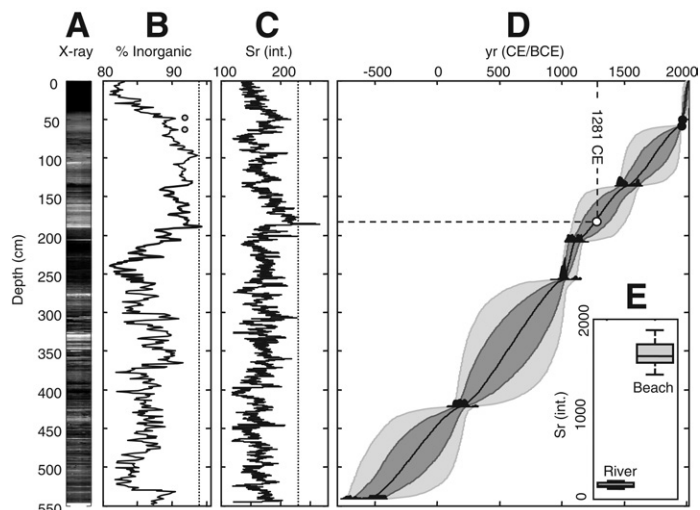 A B C D
X-ray % Inorganic Sr (int.) yr (CE/BCE)
80 90 100 200 -500 0 500 1000 1500 2000
0
50
100
150
200
250
300
350
400
450
500
550
Depth (cm)
1281 CE
E
2000
1000
0
Sr (int.)
Beach
River